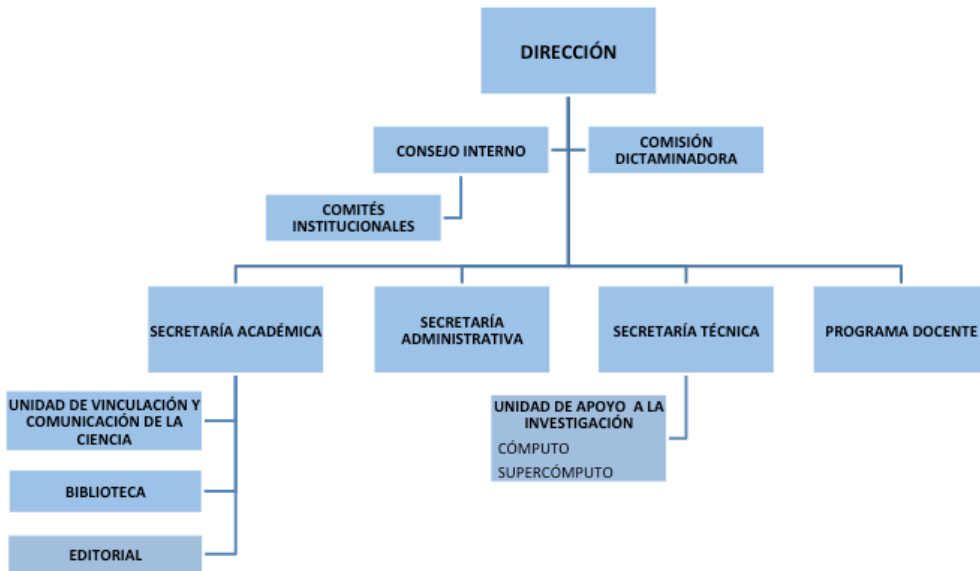 DIRECCIÓN
CONSEJO INTERNO
COMISIÓN
DICTAMINADORA
COMITÉS
INSTITUCIONALES
SECRETARÍA ACADÉMICA
SECRETARÍA
ADMINISTRATIVA
SECRETARÍA TÉCNICA
PROGRAMA DOCENTE
UNIDAD DE VINCULACIÓN Y
COMUNICACIÓN DE LA
CIENCIA
BIBLIOTECA
EDITORIAL
UNIDAD DE APOYO A LA
INVESTIGACIÓN
CÓMPUTO
SUPERCÓMPUTO